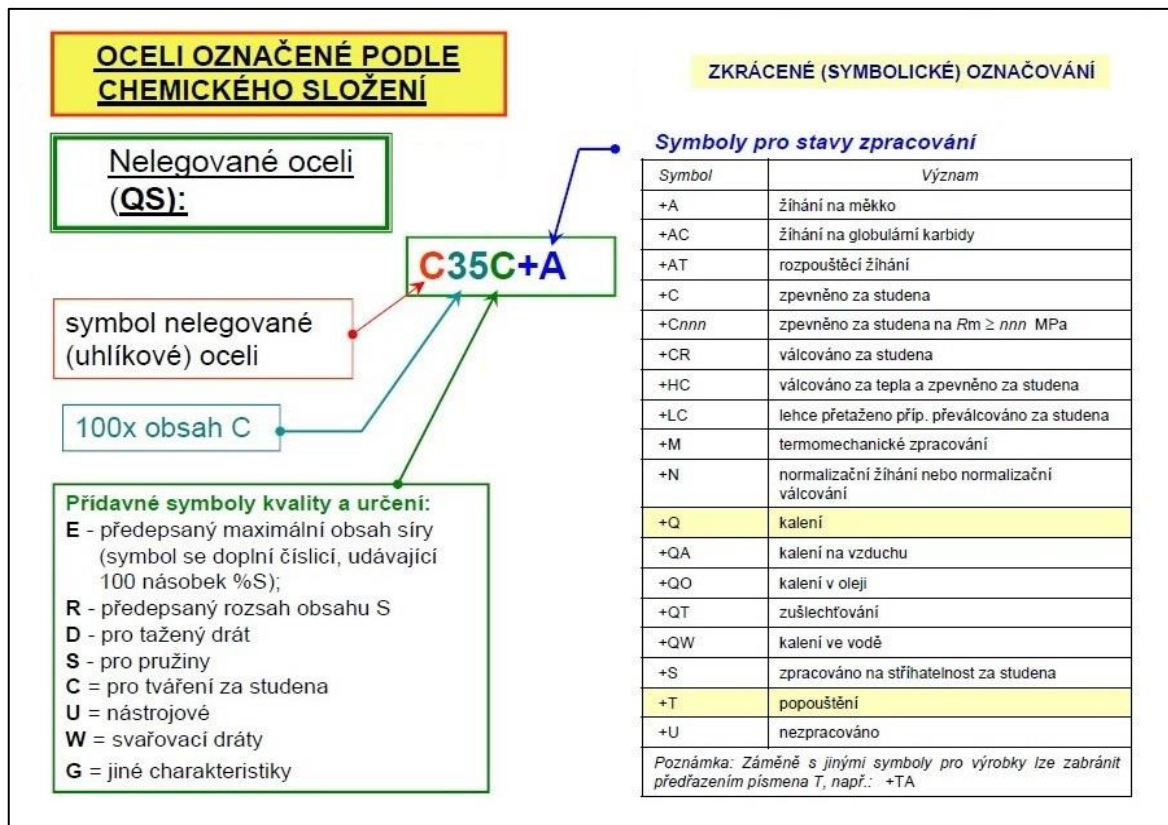 OCELI OZNAČENÉ PODLE
CHEMICKÉHO SLOŽENÍ
Nelegované oceli
(QS):
C35C+A
symbol nelegované
(uhlíkové) oceli
100x obsah C
Přídavné symboly kvality a určení:
E - předepsaný maximální obsah síry
(symbol se doplní číslicí, udávající
100 násobek %S);
R - předepsaný rozsah obsahu S
D - pro tažený drát
S - pro pružiny
C = pro tváření za studena
U = nástrojové
W = svařovací dráty
G = jiné charakteristiky
ZKRÁCENÉ (SYMBOLICKÉ) OZNAČOVÁNÍ
Symboly pro stavy zpracování
Symbol Význam
+A žíhání na měkko
+AC žíhání na globulární karbidy
+AT rozpouštěcí žíhání
+C zpevněno za studena
+Cnnn zpevněno za studena na Rm ≥ nnn MPa
+CR válcováno za studena
+HC válcováno za tepla a zpevněno za studena
+LC lehce přetaženo příp. převálcováno za studena
+M termomechanické zpracování
+N normalizační žíhání nebo normalizační
válcování
+Q kalení
+QA kalení na vzduchu
+QO kalení v oleji
+QT zušlechťování
+QW kalení ve vodě
+S zpracováno na stříhatelnost za studena
+T popouštění
+U nezpracováno
Poznámka: Záměně s jinými symboly pro výrobky lze zabránit
předřazením písmena T, např.: +TA